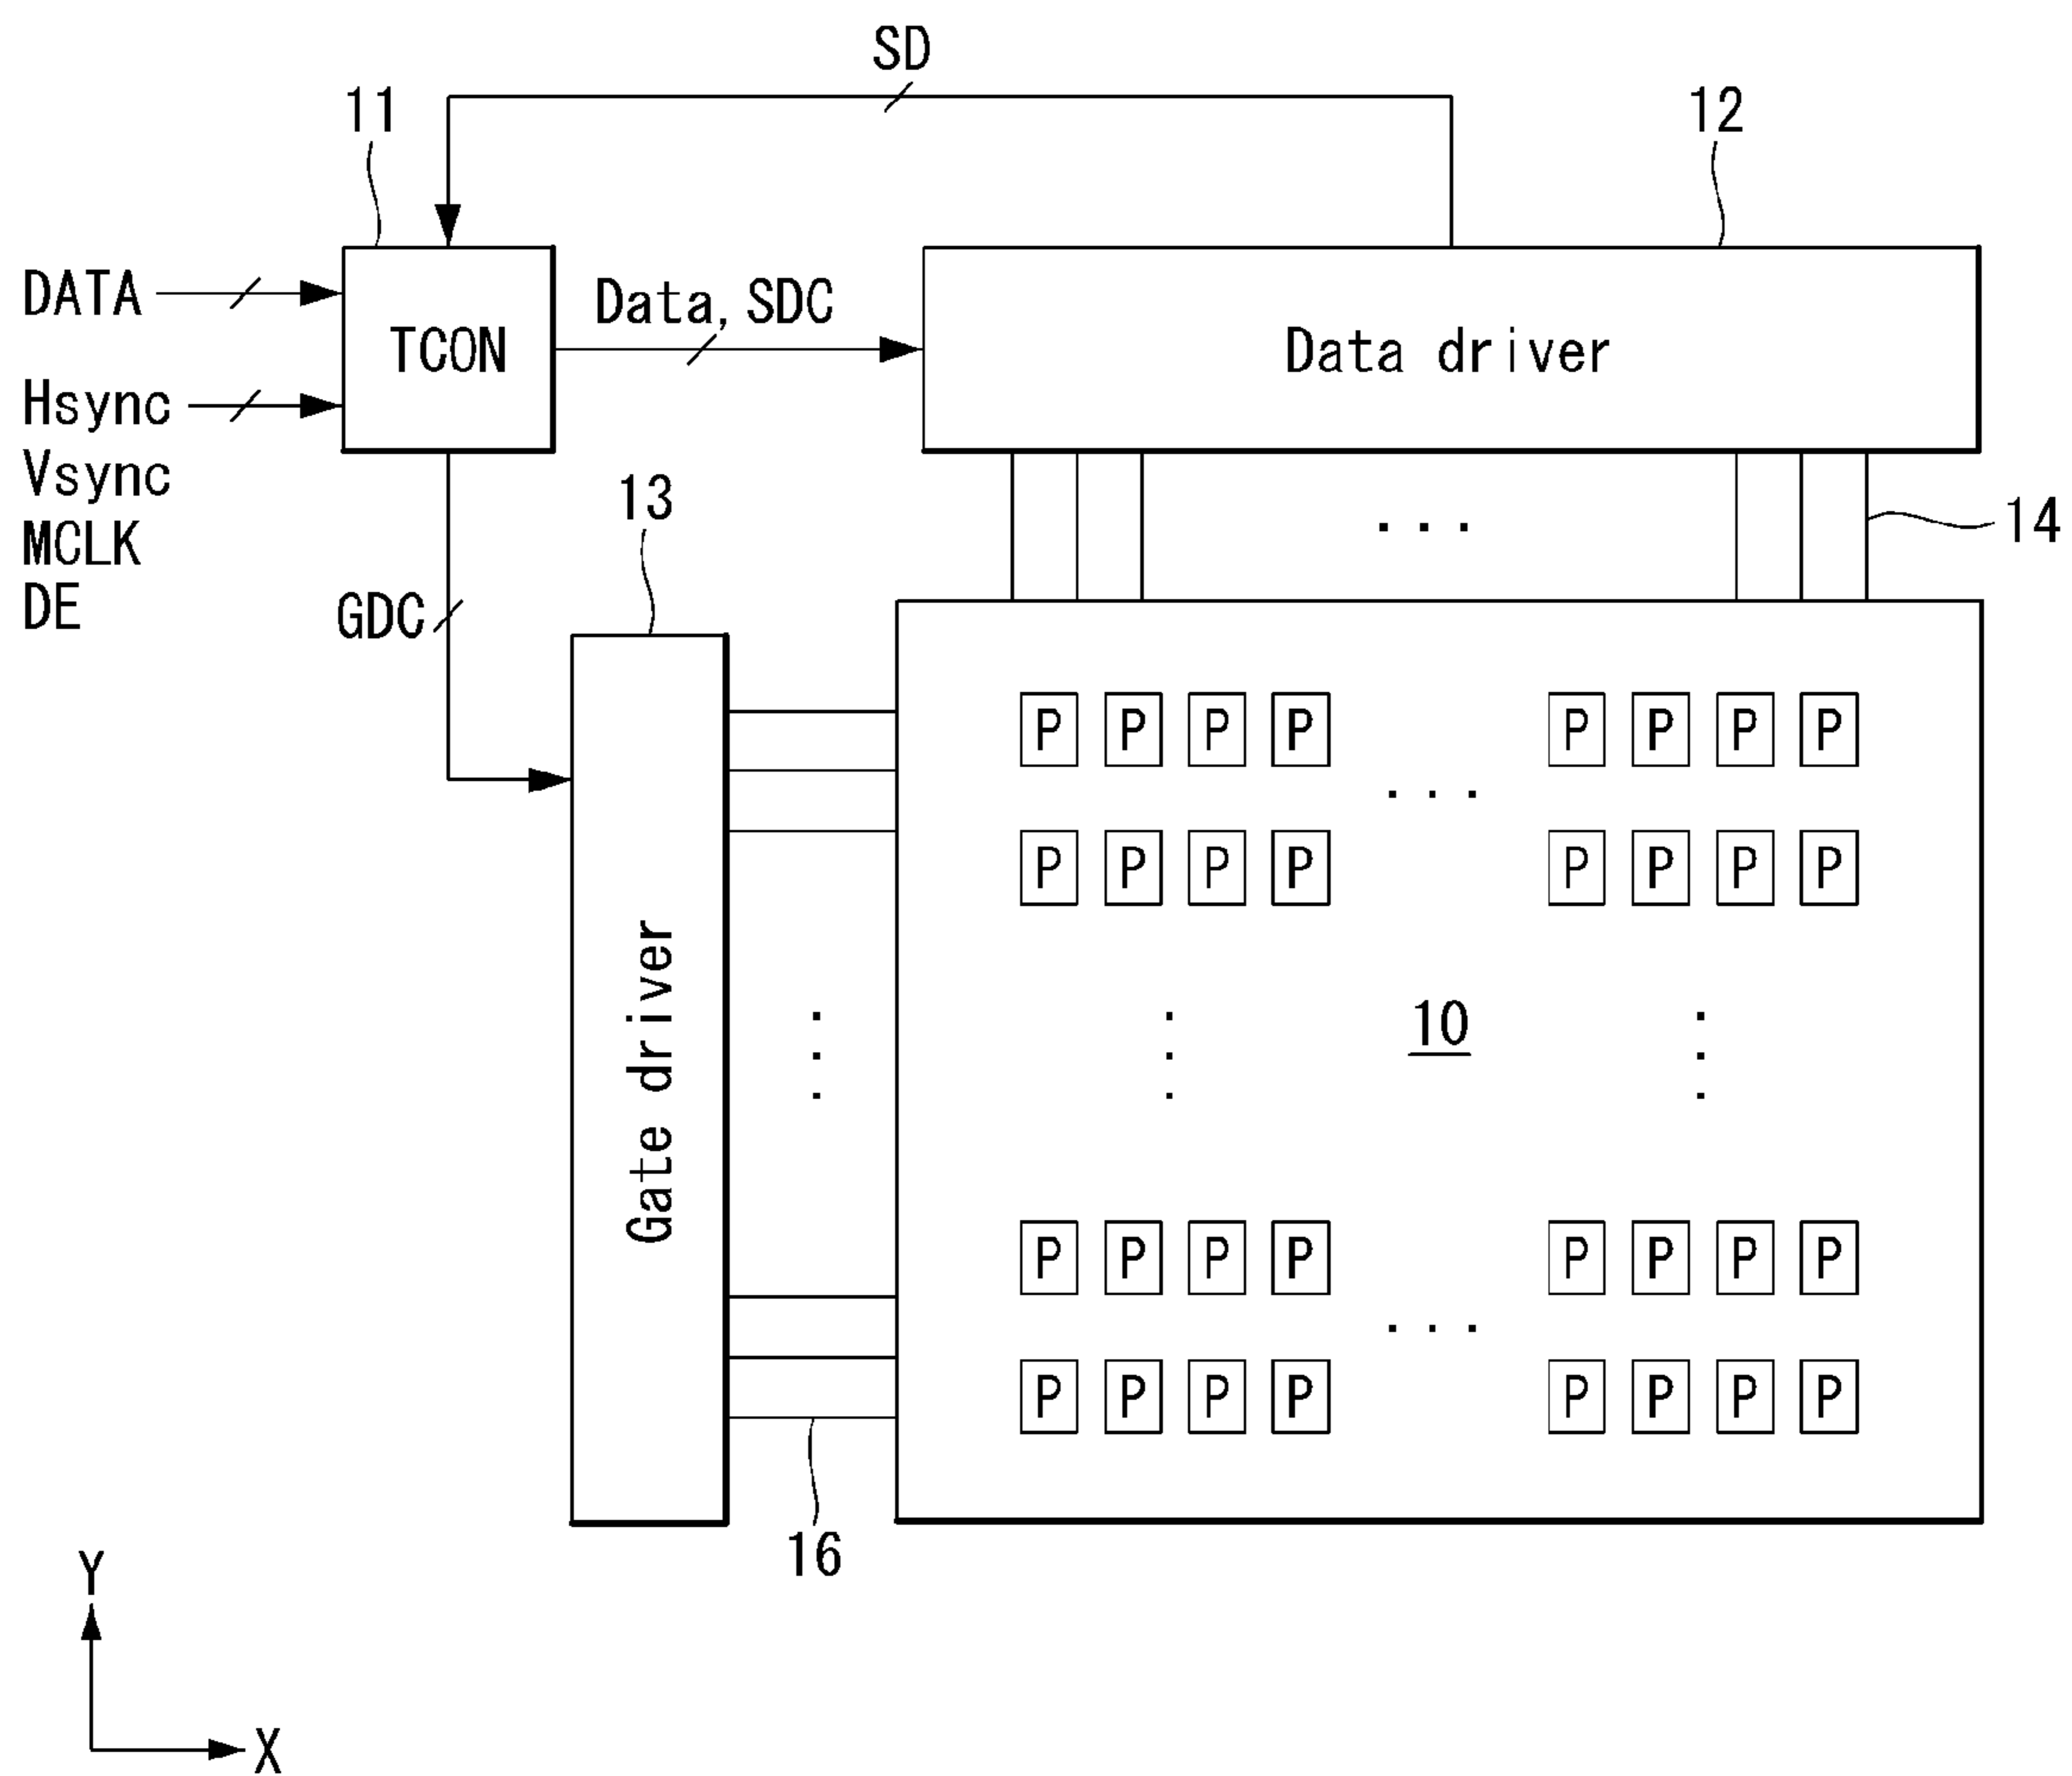 SD
11
12
DATA
TCON
Data, SDC
Data driver
Hsync
Vsync
MCLK
DE
13
14
GDC
P P P P ... P P P P
P P P P ... P P P P
Gate driver
10
P P P P ... P P P P
P P P P ... P P P P
16
Y
X